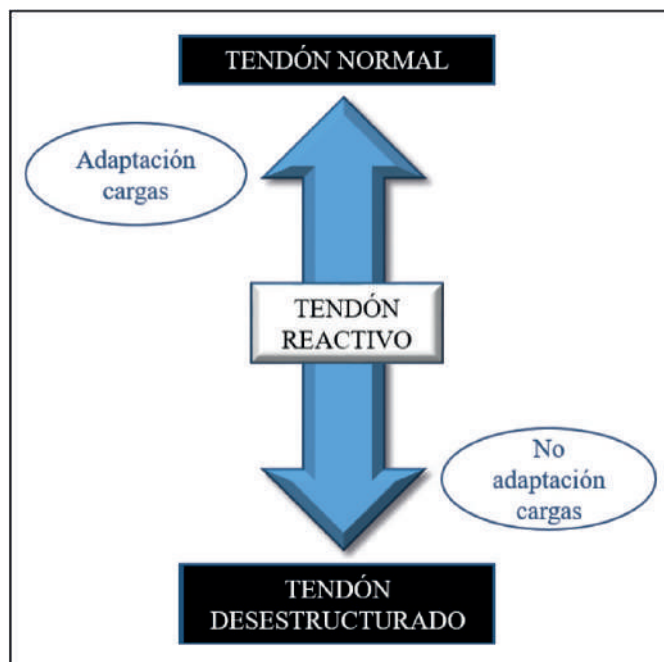 TENDÓN NORMAL
Adaptación
cargas
TENDÓN
REACTIVO
No
adaptación
cargas
TENDÓN
DESESTRUCTURADO